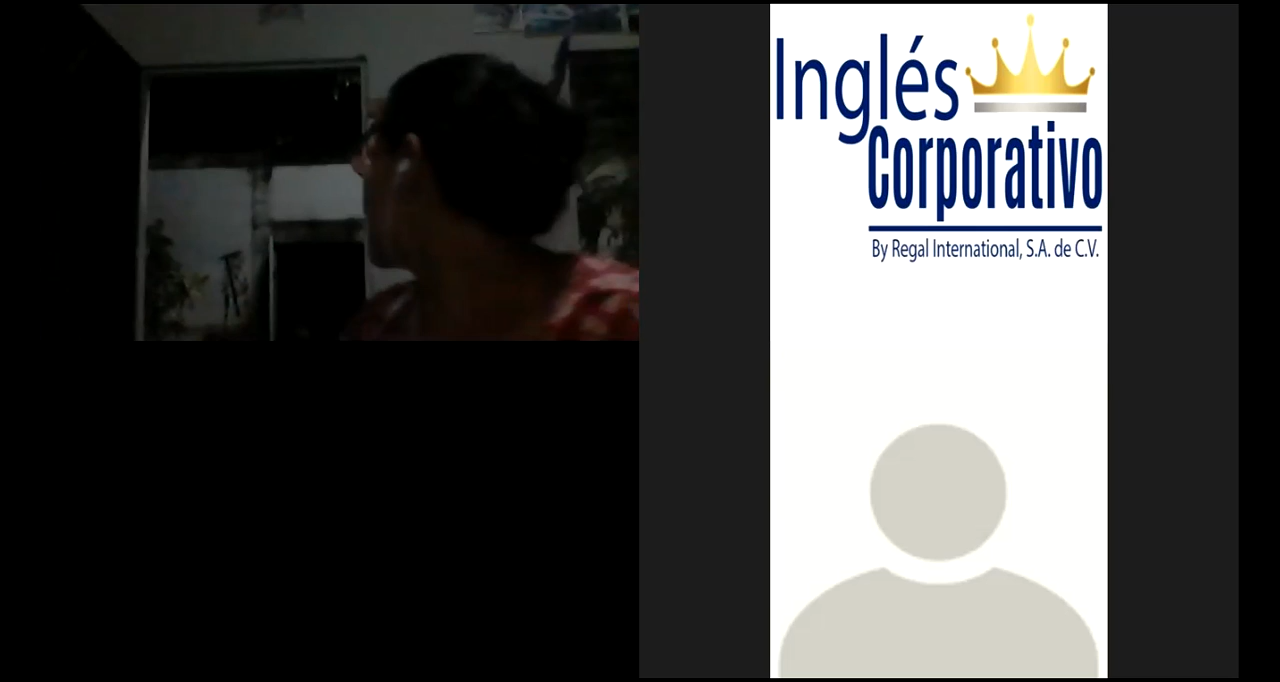 Inglés
Corporativo
By Regal International, S.A. de C.V.